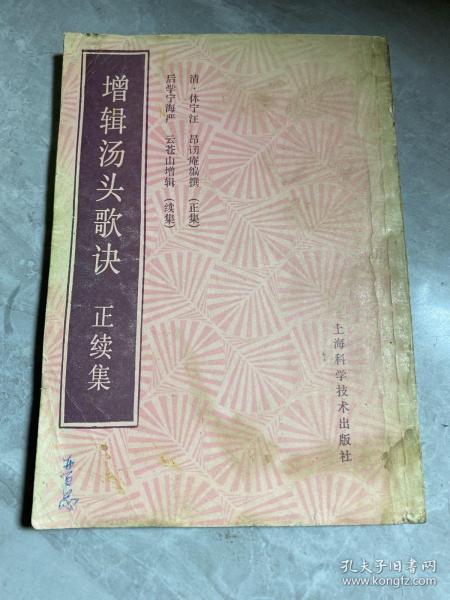 增辑汤头歌诀 正续集
清·休宁汪 昂讱庵编撰（正集）
后学宁海严 云苍山增辑（续集）
上海科学技术出版社
孔夫子旧书网
www.kongfz.com